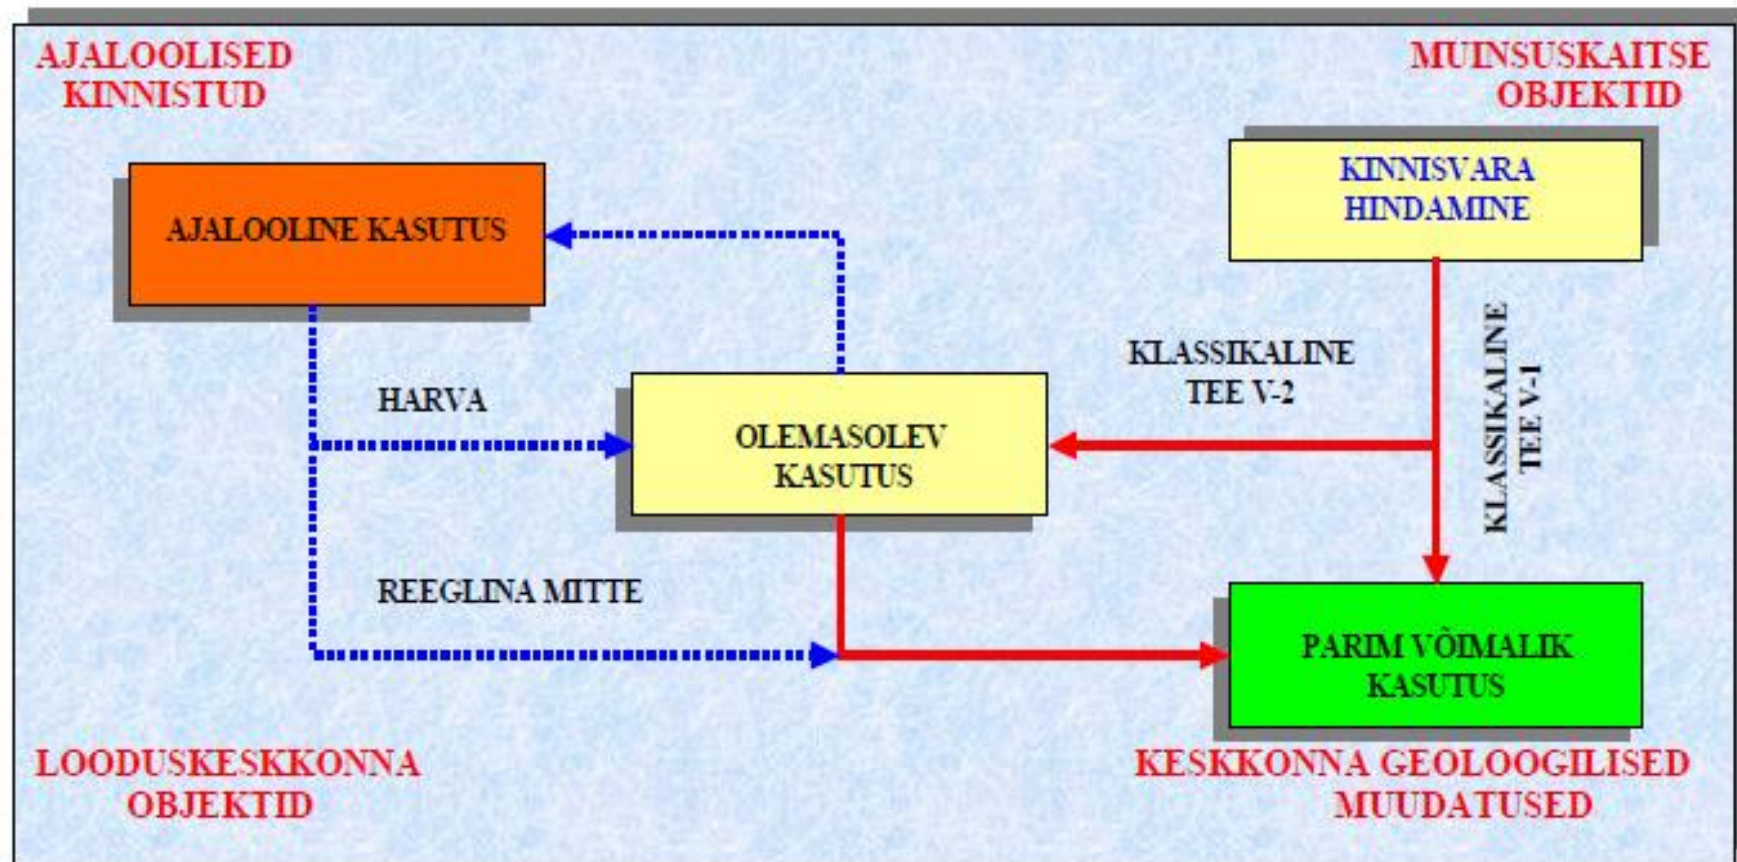 AJALOOLISED
KINNISTUD
MUINSUSKAITSE
OBJEKTID
AJALOOLINE KASUTUS
KINNISVARA
HINDAMINE
HARVA
OLEMASOLEV
KASUTUS
KLASSIKALINE
TEE V-2
KLASSIKALINE
TEE V-1
REEGLINA MITTE
PARIM VÕIMALIK
KASUTUS
LOODUSKESKKONNA
OBJEKTID
KESKKONNA GEOLOOGILISED
MUUDATUSED